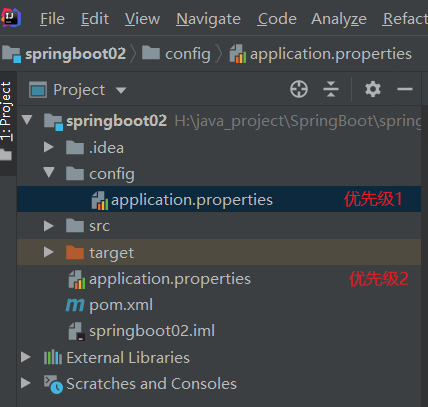 File Edit View Navigate Code Analyze Refact
springboot02 config application.properties
1: Project
Project
springboot02 H:\java_project\SpringBoot\spring
.idea
config
application.properties 优先级1
src
target
application.properties 优先级2
pom.xml
springboot02.iml
External Libraries
Scratches and Consoles